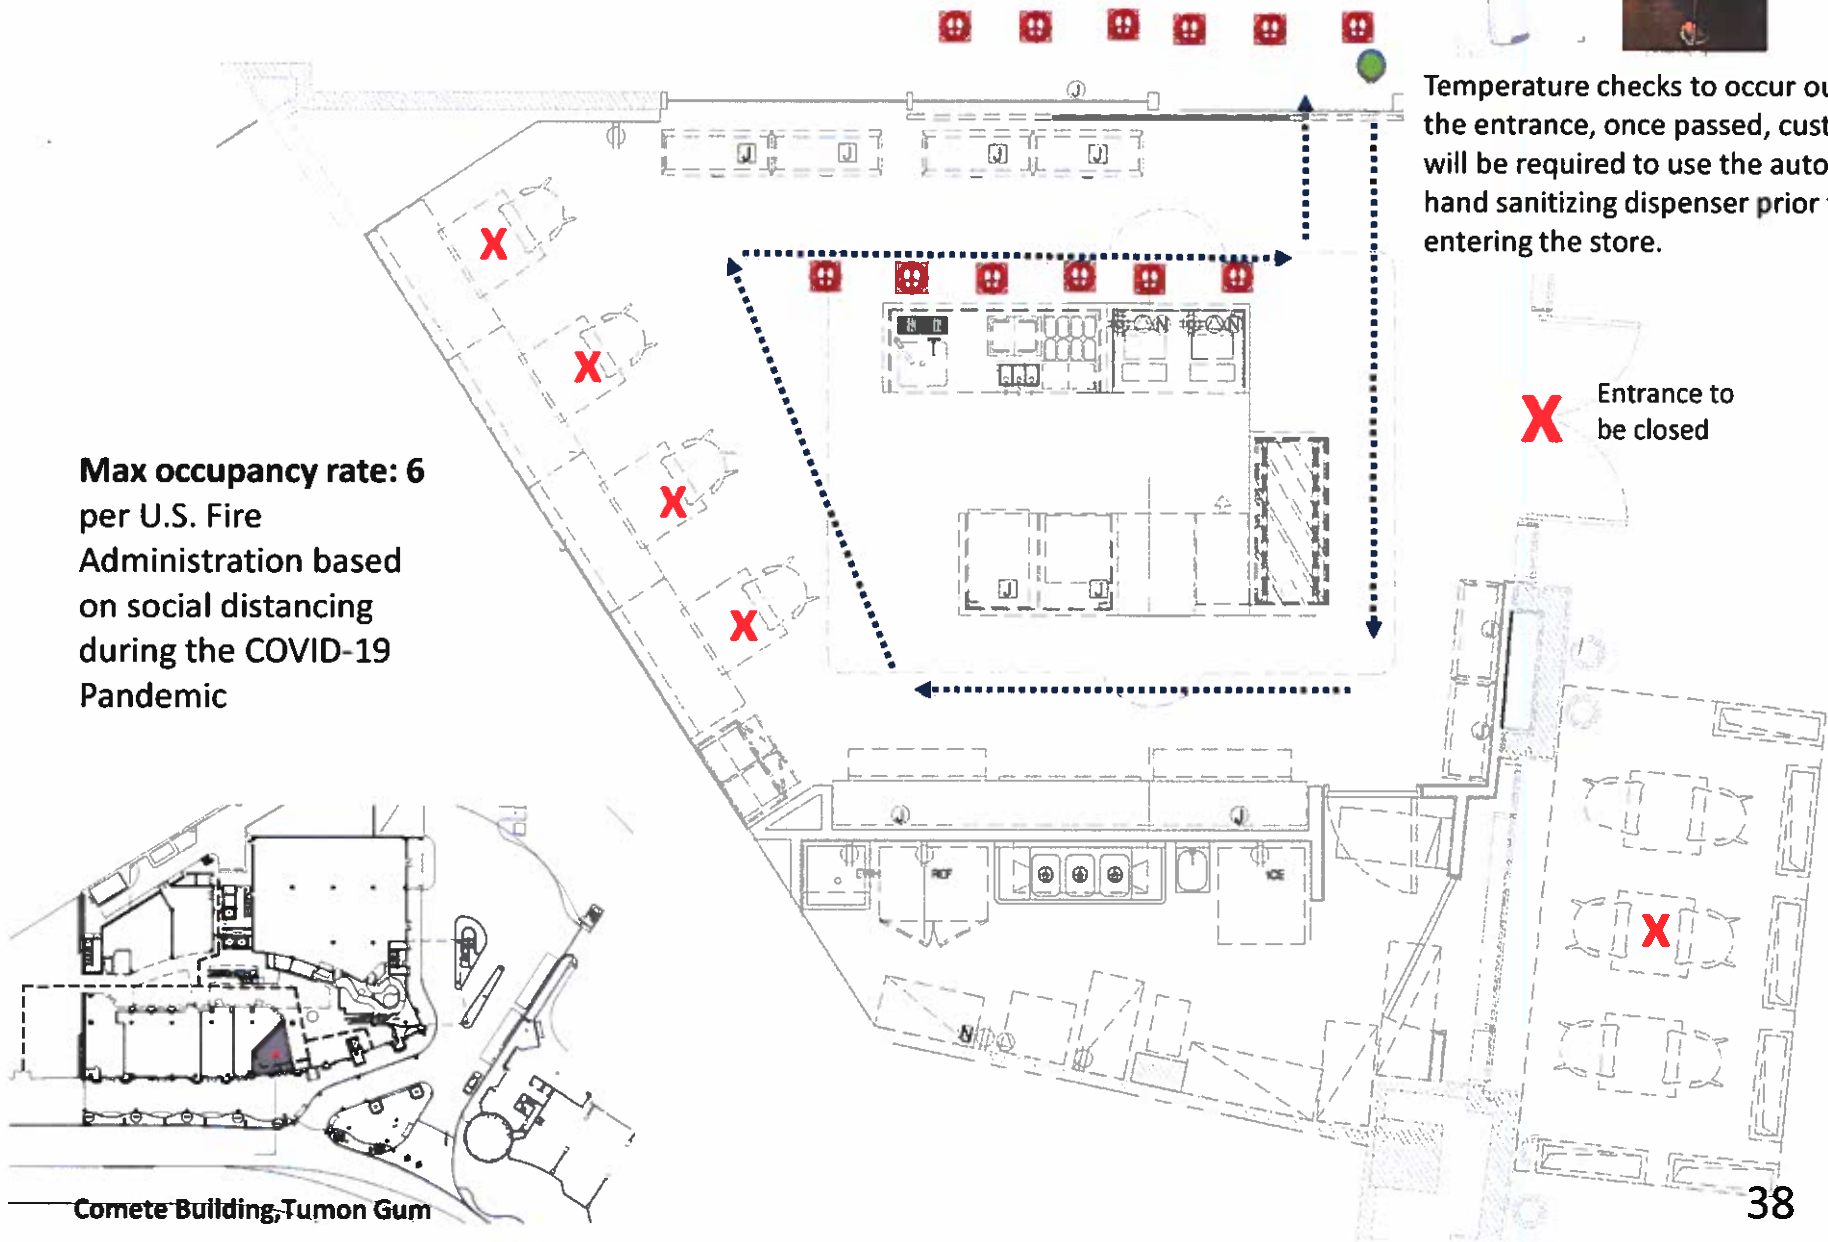 Temperature checks to occur ou
the entrance, once passed, cust
will be required to use the auto
hand sanitizing dispenser prior t
entering the store.
Entrance to
be closed
Max occupancy rate: 6
per U.S. Fire
Administration based
on social distancing
during the COVID-19
Pandemic
J
J J J J
N N
T
J J
J J
REF
ICE
N
Comete Building,Tumon Gum
38